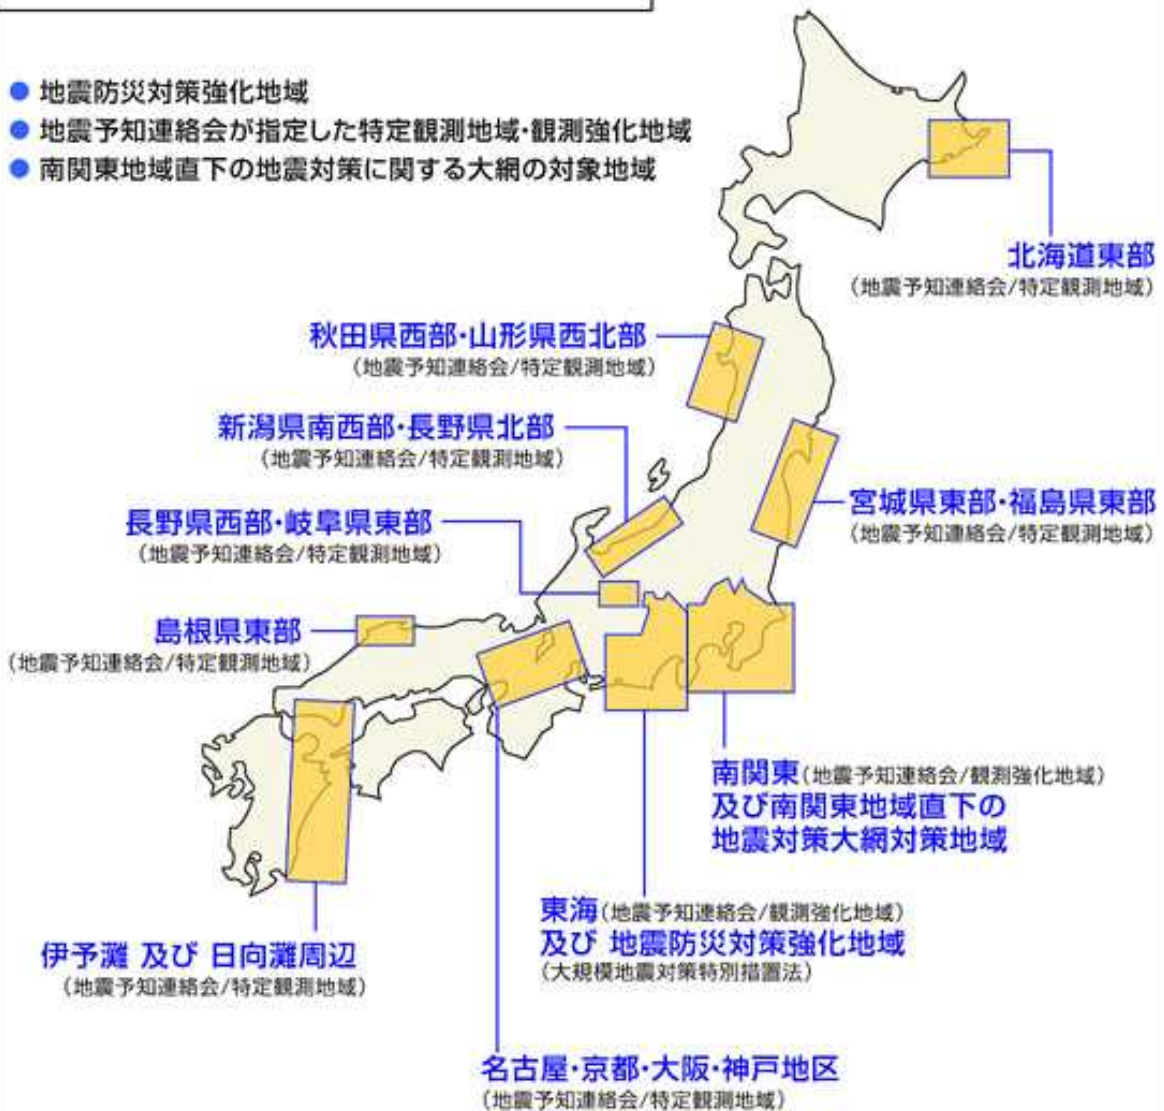 ● 地震防災対策強化地域
● 地震予知連絡会が指定した特定観測地域・観測強化地域
● 南関東地域直下の地震対策に関する大網の対象地域
北海道東部
(地震予知連絡会/特定観測地域)
秋田県西部・山形県西北部
(地震予知連絡会/特定観測地域)
新潟県南西部・長野県北部
(地震予知連絡会/特定観測地域)
宮城県東部・福島県東部
(地震予知連絡会/特定観測地域)
長野県西部・岐阜県東部
(地震予知連絡会/特定観測地域)
島根県東部
(地震予知連絡会/特定観測地域)
南関東(地震予知連絡会/観測強化地域)
及び南関東地域直下の
地震対策大網対策地域
東海(地震予知連絡会/観測強化地域)
及び 地震防災対策強化地域
(大規模地震対策特別措置法)
伊予灘 及び 日向灘周辺
(地震予知連絡会/特定観測地域)
名古屋・京都・大阪・神戸地区
(地震予知連絡会/特定観測地域)